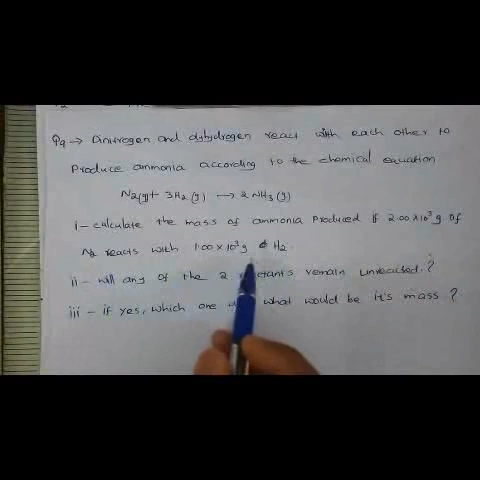 Q9 → Dinitrogen and dihydrogen react with each other to
Produce ammonia according to the chemical equation
N2(g) + 3H2(g) → 2NH3(g)
i - calculate the mass of ammonia produced if 2.00 x 10³ g of
N2 reacts with 1.00 x 10³ g of H2.
ii - will any of the 2 remain unreacted?
iii - if yes, which one what would be it's mass?